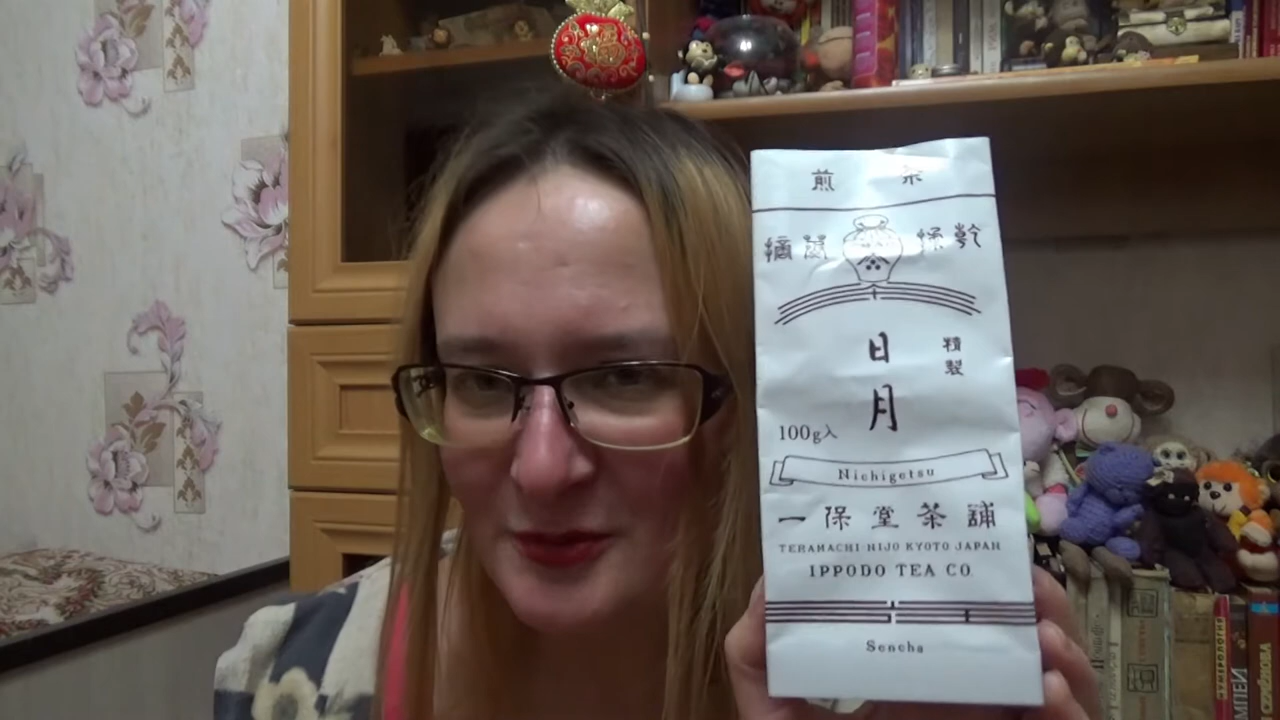 煎茶
精製
日月
100g入
Nichigetsu
一保堂茶舗
TERAMACHI NIJO KYOTO JAPAN
IPPODO TEA CO.
Sencha
НУМЕРОЛОГИЯ